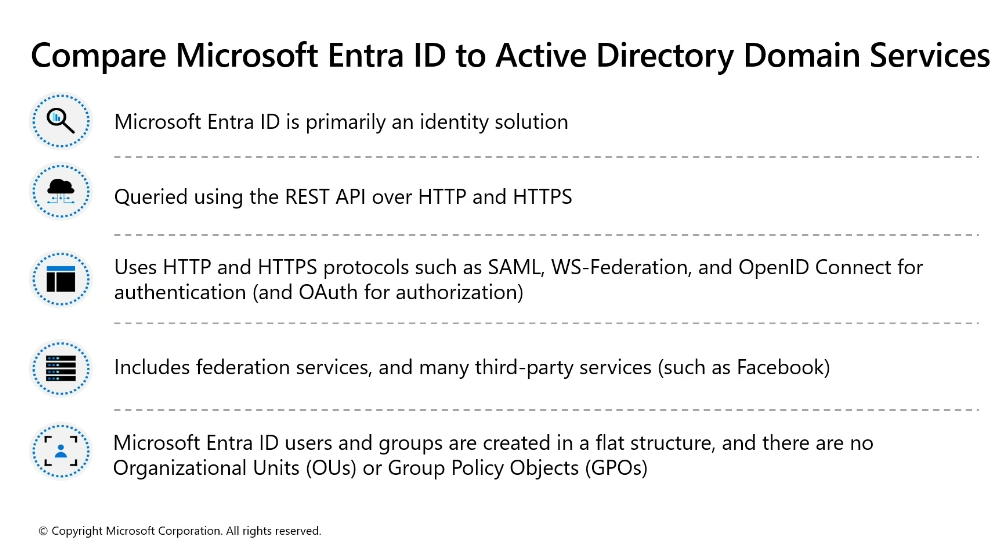 Compare Microsoft Entra ID to Active Directory Domain Services
Microsoft Entra ID is primarily an identity solution
Queried using the REST API over HTTP and HTTPS
Uses HTTP and HTTPS protocols such as SAML, WS-Federation, and OpenID Connect for
authentication (and OAuth for authorization)
Includes federation services, and many third-party services (such as Facebook)
Microsoft Entra ID users and groups are created in a flat structure, and there are no
Organizational Units (OUs) or Group Policy Objects (GPOs)
© Copyright Microsoft Corporation. All rights reserved.